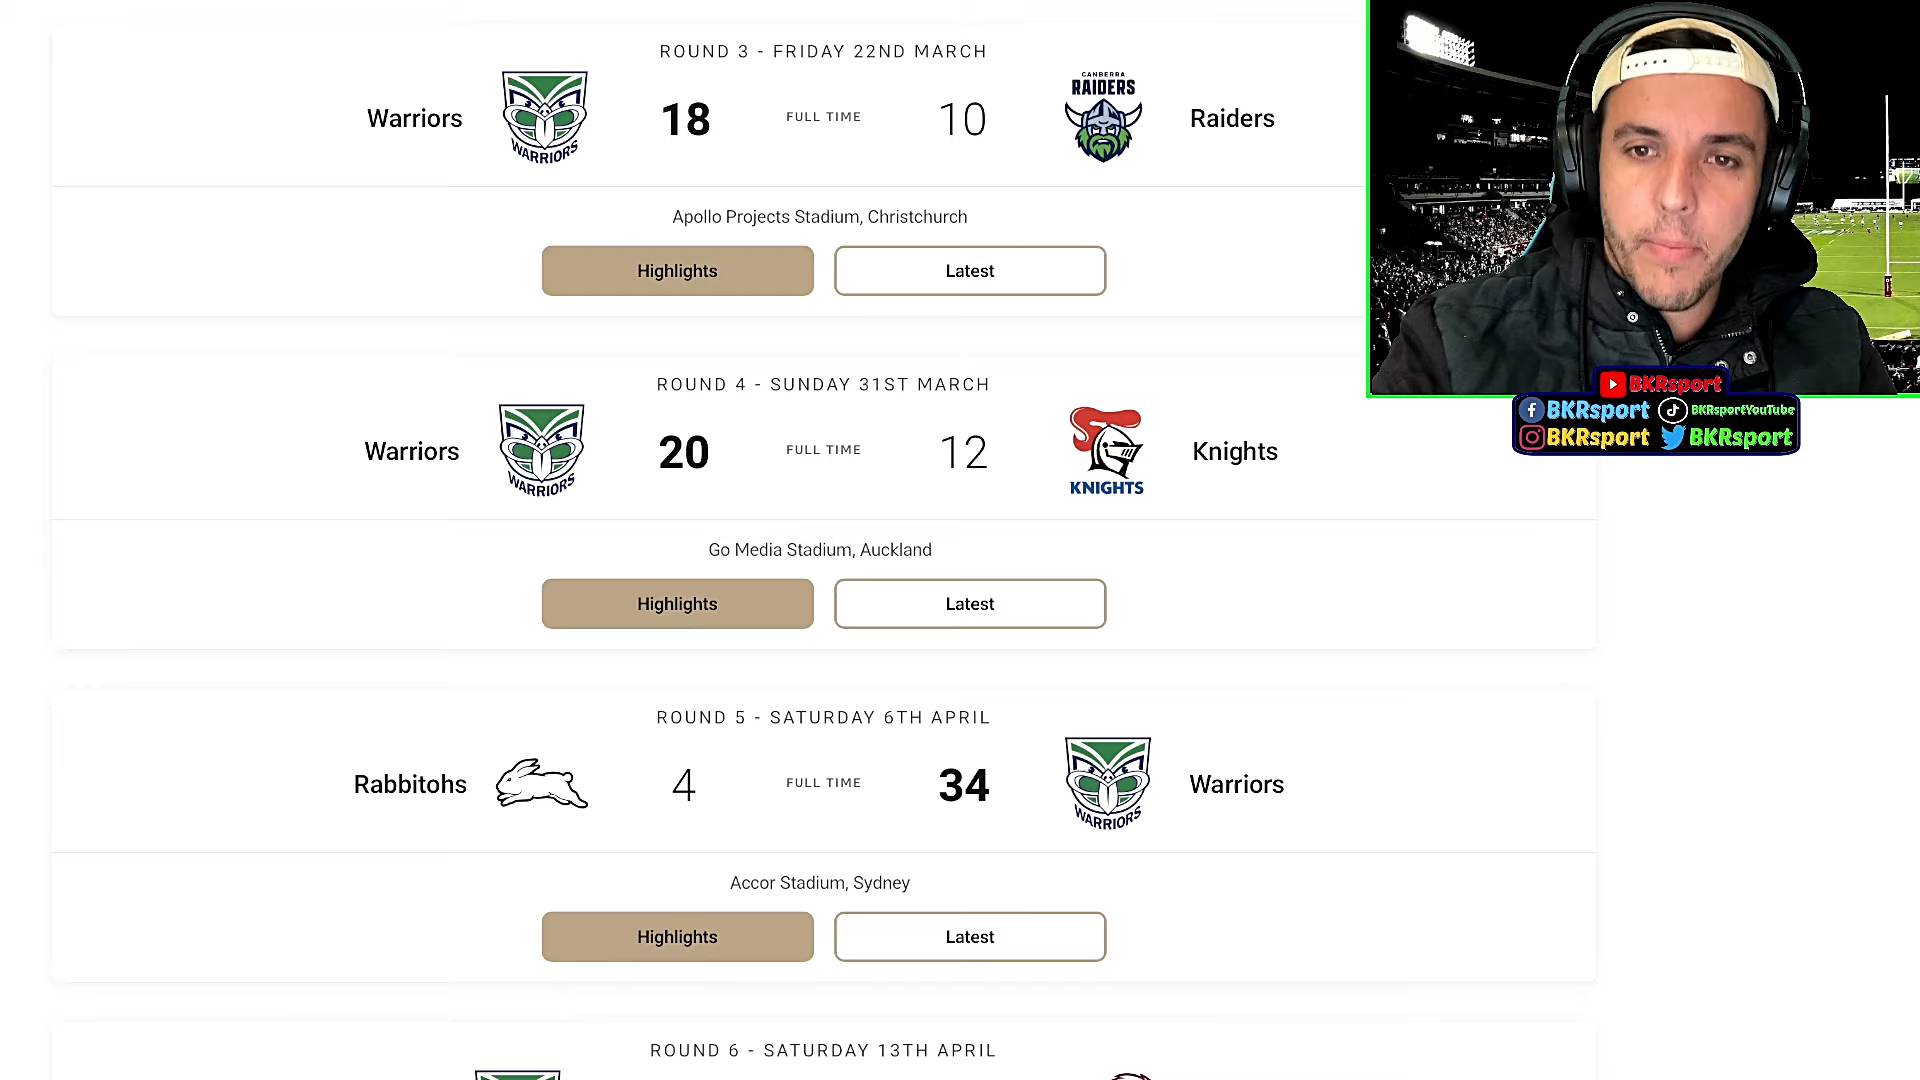 ROUND 3 - FRIDAY 22ND MARCH
Warriors
WARRIORS
18
FULL TIME
10
CANBERRA
RAIDERS
Raiders
Apollo Projects Stadium, Christchurch
Highlights
Latest
BKRsport
BKRsport
BKRsportYouTube
BKRsport
BKRsport
ROUND 4 - SUNDAY 31ST MARCH
Warriors
WARRIORS
20
FULL TIME
12
KNIGHTS
Knights
Go Media Stadium, Auckland
Highlights
Latest
ROUND 5 - SATURDAY 6TH APRIL
Rabbitohs
4
FULL TIME
34
WARRIORS
Warriors
Accor Stadium, Sydney
Highlights
Latest
ROUND 6 - SATURDAY 13TH APRIL